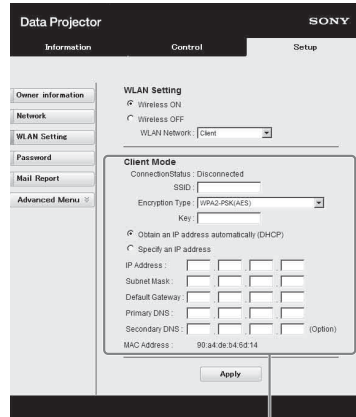 Data Projector
SONY
Information
Control
Setup
Owner information
Network
WLAN Setting
Password
Mail Report
Advanced Menu
WLAN Setting
Wireless ON
Wireless OFF
WLAN Network : Client
Client Mode
ConnectionStatus : Disconnected
SSID :
Encryption Type : WPA2-PSK(AES)
Key :
Obtain an IP address automatically (DHCP)
Specify an IP address
IP Address : . . .
Subnet Mask : . . .
Default Gateway : . . .
Primary DNS : . . .
Secondary DNS : . . . (Option)
MAC Address : 90:a4:de:b4:6d:14
Apply